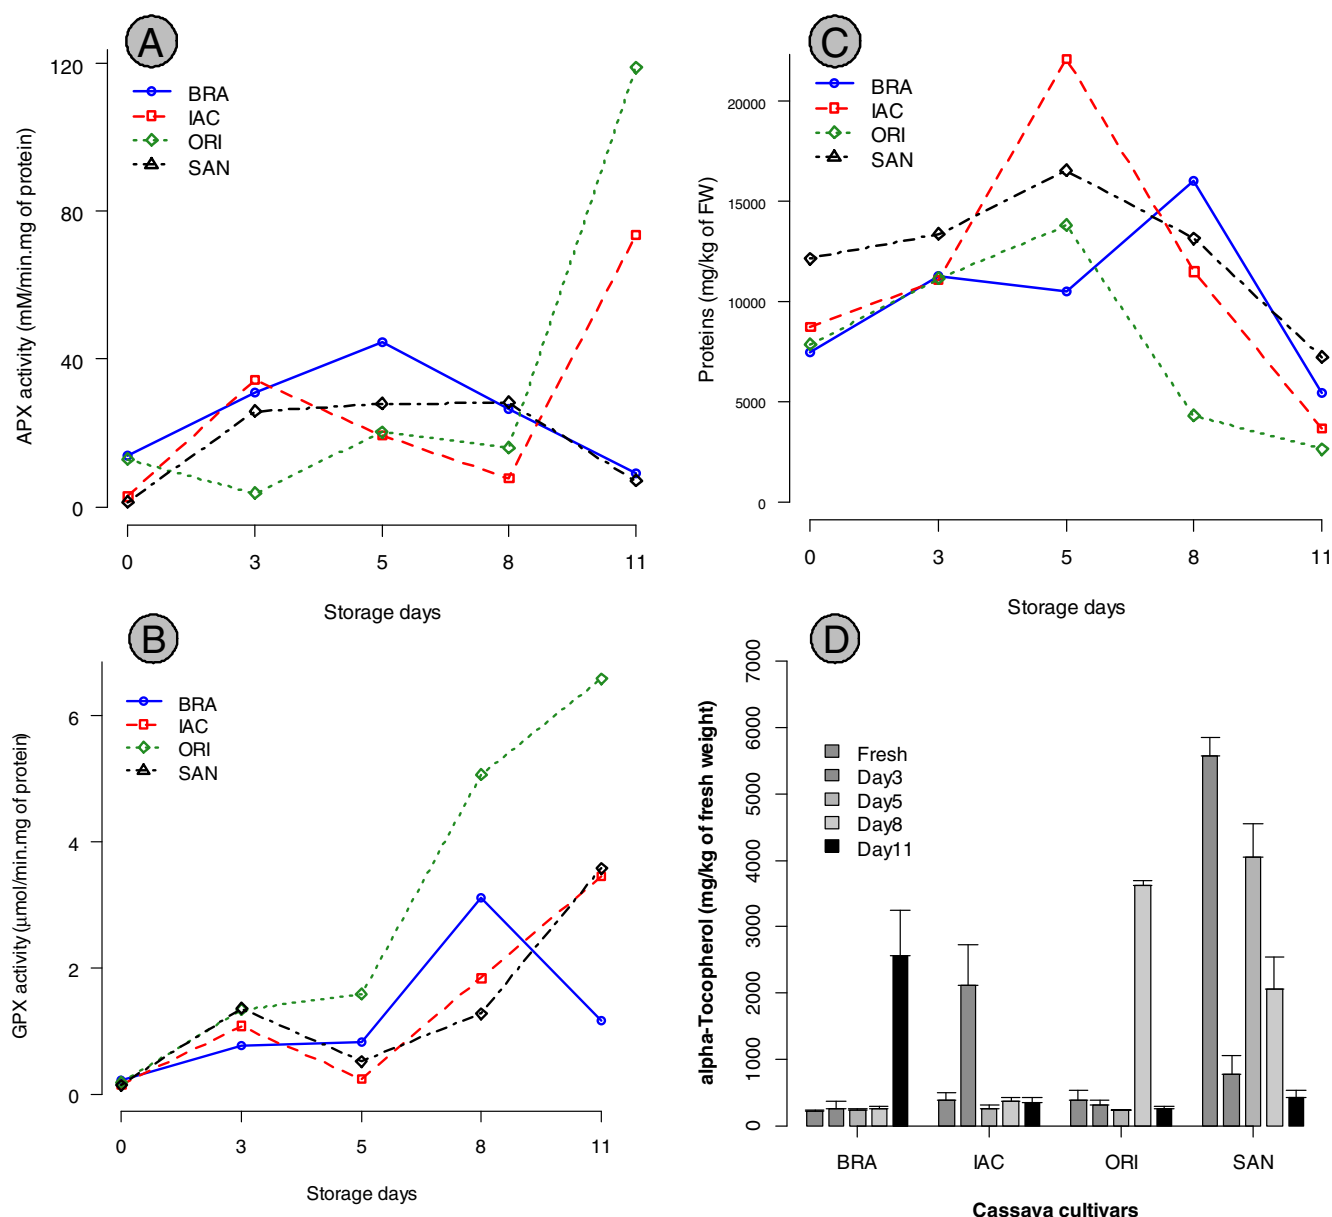 A
120
80
40
0
APX activity (mM/min.mg of protein)
BRA
IAC
ORI
SAN
0 3 5 8 11
Storage days
C
20000
15000
10000
5000
0
Proteins (mg/kg of FW)
BRA
IAC
ORI
SAN
0 3 5 8 11
Storage days
B
6
4
2
0
GPX activity (µmol/min.mg of protein)
BRA
IAC
ORI
SAN
0 3 5 8 11
Storage days
D
7000
6000
5000
4000
3000
2000
1000
0
alpha-Tocopherol (mg/kg of fresh weight)
Fresh
Day3
Day5
Day8
Day11
BRA IAC ORI SAN
Cassava cultivars